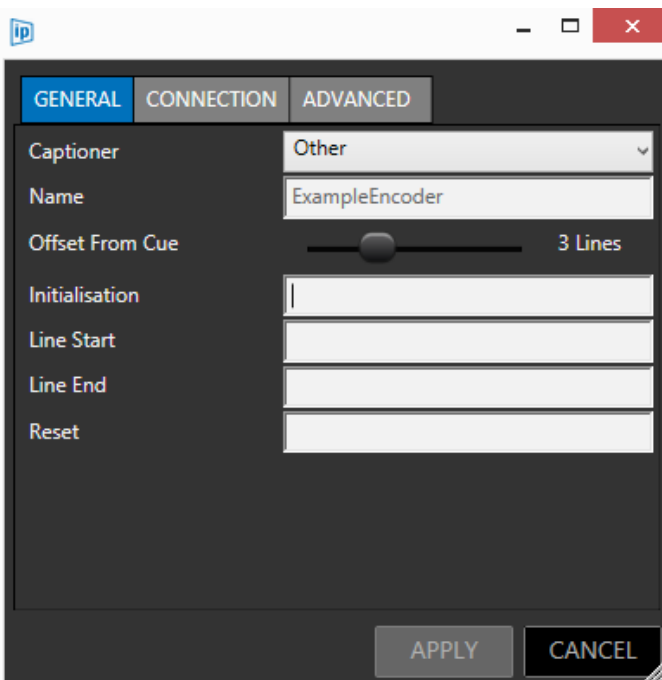 ip
GENERAL CONNECTION ADVANCED
Captioner Other
Name ExampleEncoder
Offset From Cue 3 Lines
Initialisation
Line Start
Line End
Reset
APPLY CANCEL